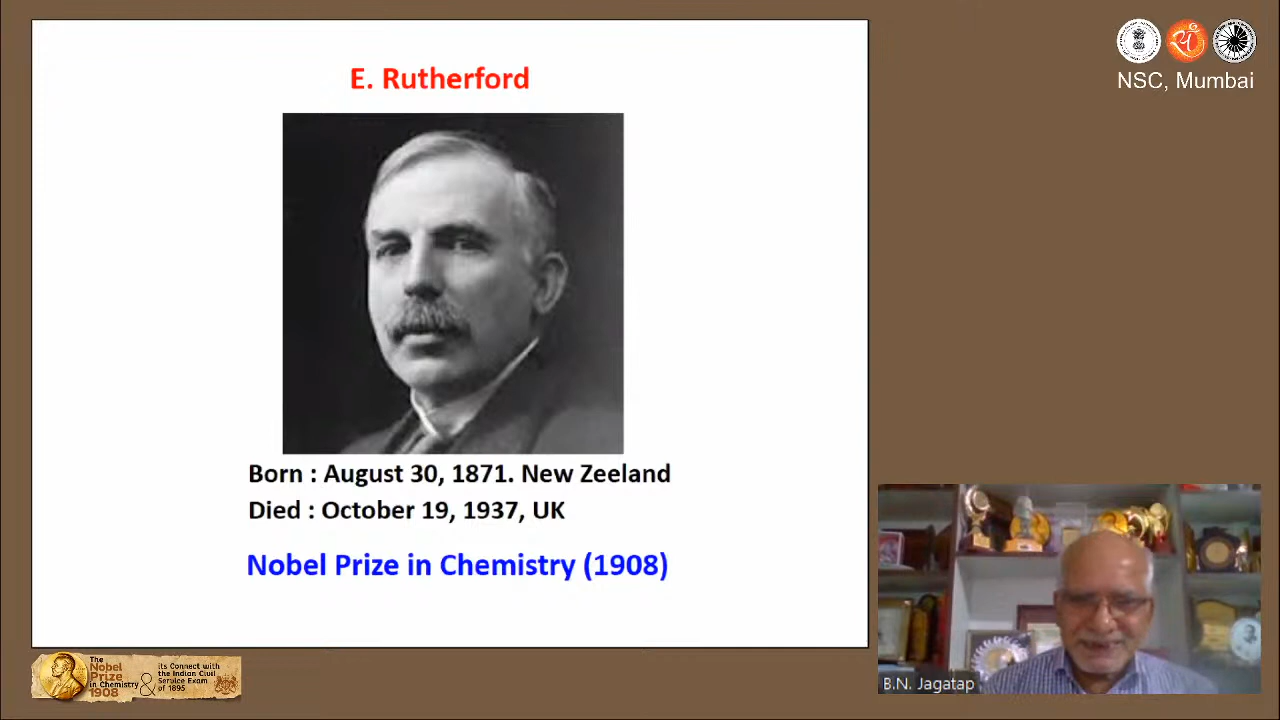 E. Rutherford
NSC, Mumbai
Born : August 30, 1871. New Zeeland
Died : October 19, 1937, UK
Nobel Prize in Chemistry (1908)
The
Nobel
Prize
in Chemistry
1908
&
its Connect with
the Indian Civil
Service Exam
of 1895
B.N. Jagatap